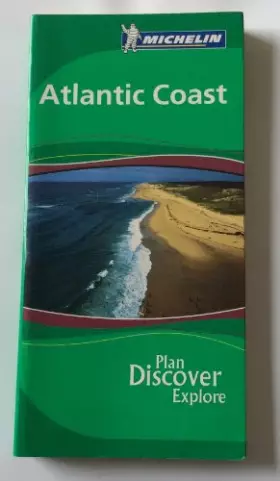 MICHELIN
Atlantic Coast
Plan
Discover
Explore